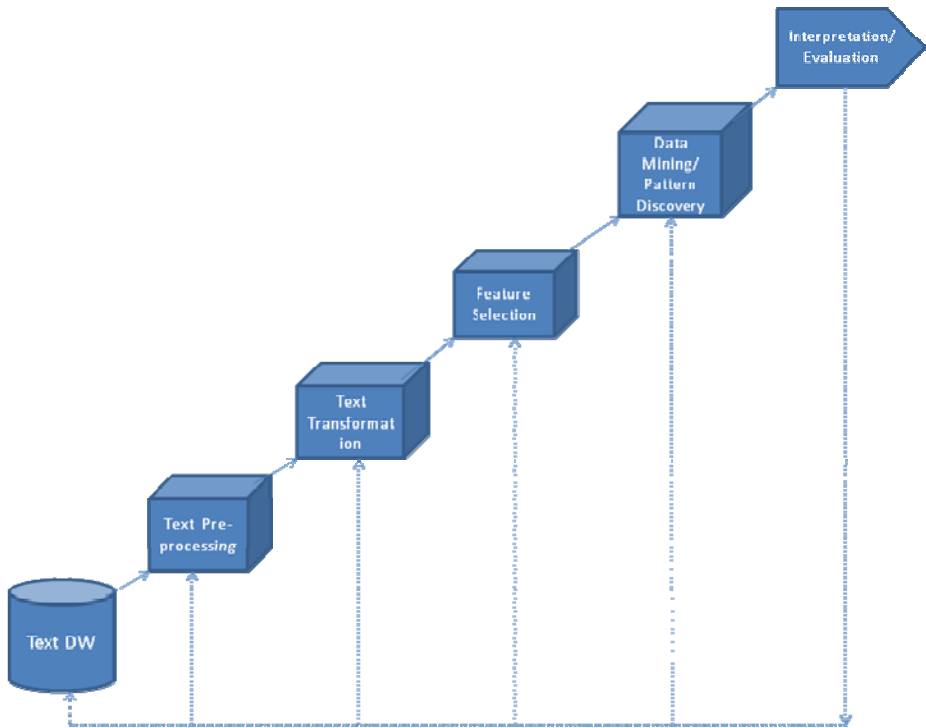 Interpretation/
Evaluation
Data
Mining/
Pattern
Discovery
Feature
Selection
Text
Transformat
ion
Text Pre-
processing
Text DW